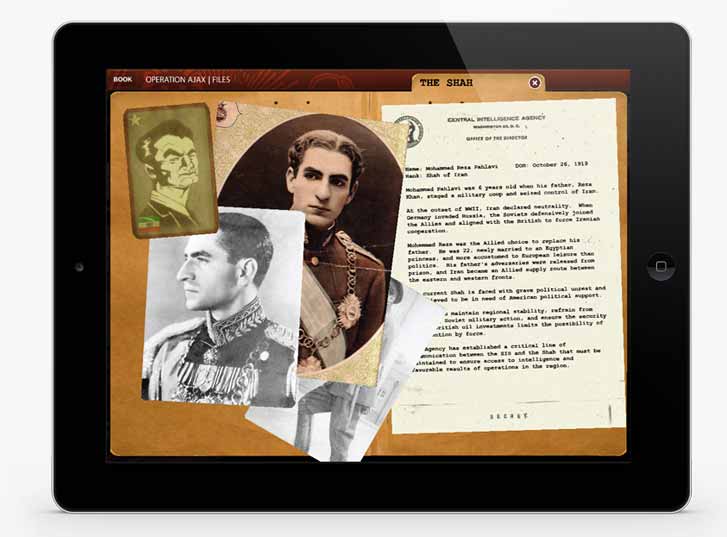 BOOK
OPERATION AJAX | FILES
THE SHAH
CENTRAL INTELLIGENCE AGENCY
WASHINGTON 25, D. C.
OFFICE OF THE DIRECTOR
Name: Mohammed Reza Pahlavi DOB: October 26, 1919
Rank: Shah of Iran
Mohammed Pahlavi was 6 years old when his father, Reza
Khan, staged a military coup and seized control of Iran.
At the outset of WWII, Iran declared neutrality. When
Germany invaded Russia, the Soviets defensively joined
the Allies and aligned with the British to force Iranian
cooperation.
Mohammed Reza was the Allied choice to replace his
father. He was 22, newly married to an Egyptian
princess, and more accustomed to European leisure than
politics. His father's adversaries were released from
prison, and Iran became an Allied supply route between
the eastern and western fronts.
current Shah is faced with grave political unrest and
to be in need of American political support.
maintain regional stability, refrain from
Soviet military action, and ensure the security
British oil investments limits the possibility of
by force.
Agency has established a critical line of
between the SIS and the Shah that must be
to ensure access to intelligence and
favourable results of operations in the region.
SECRET